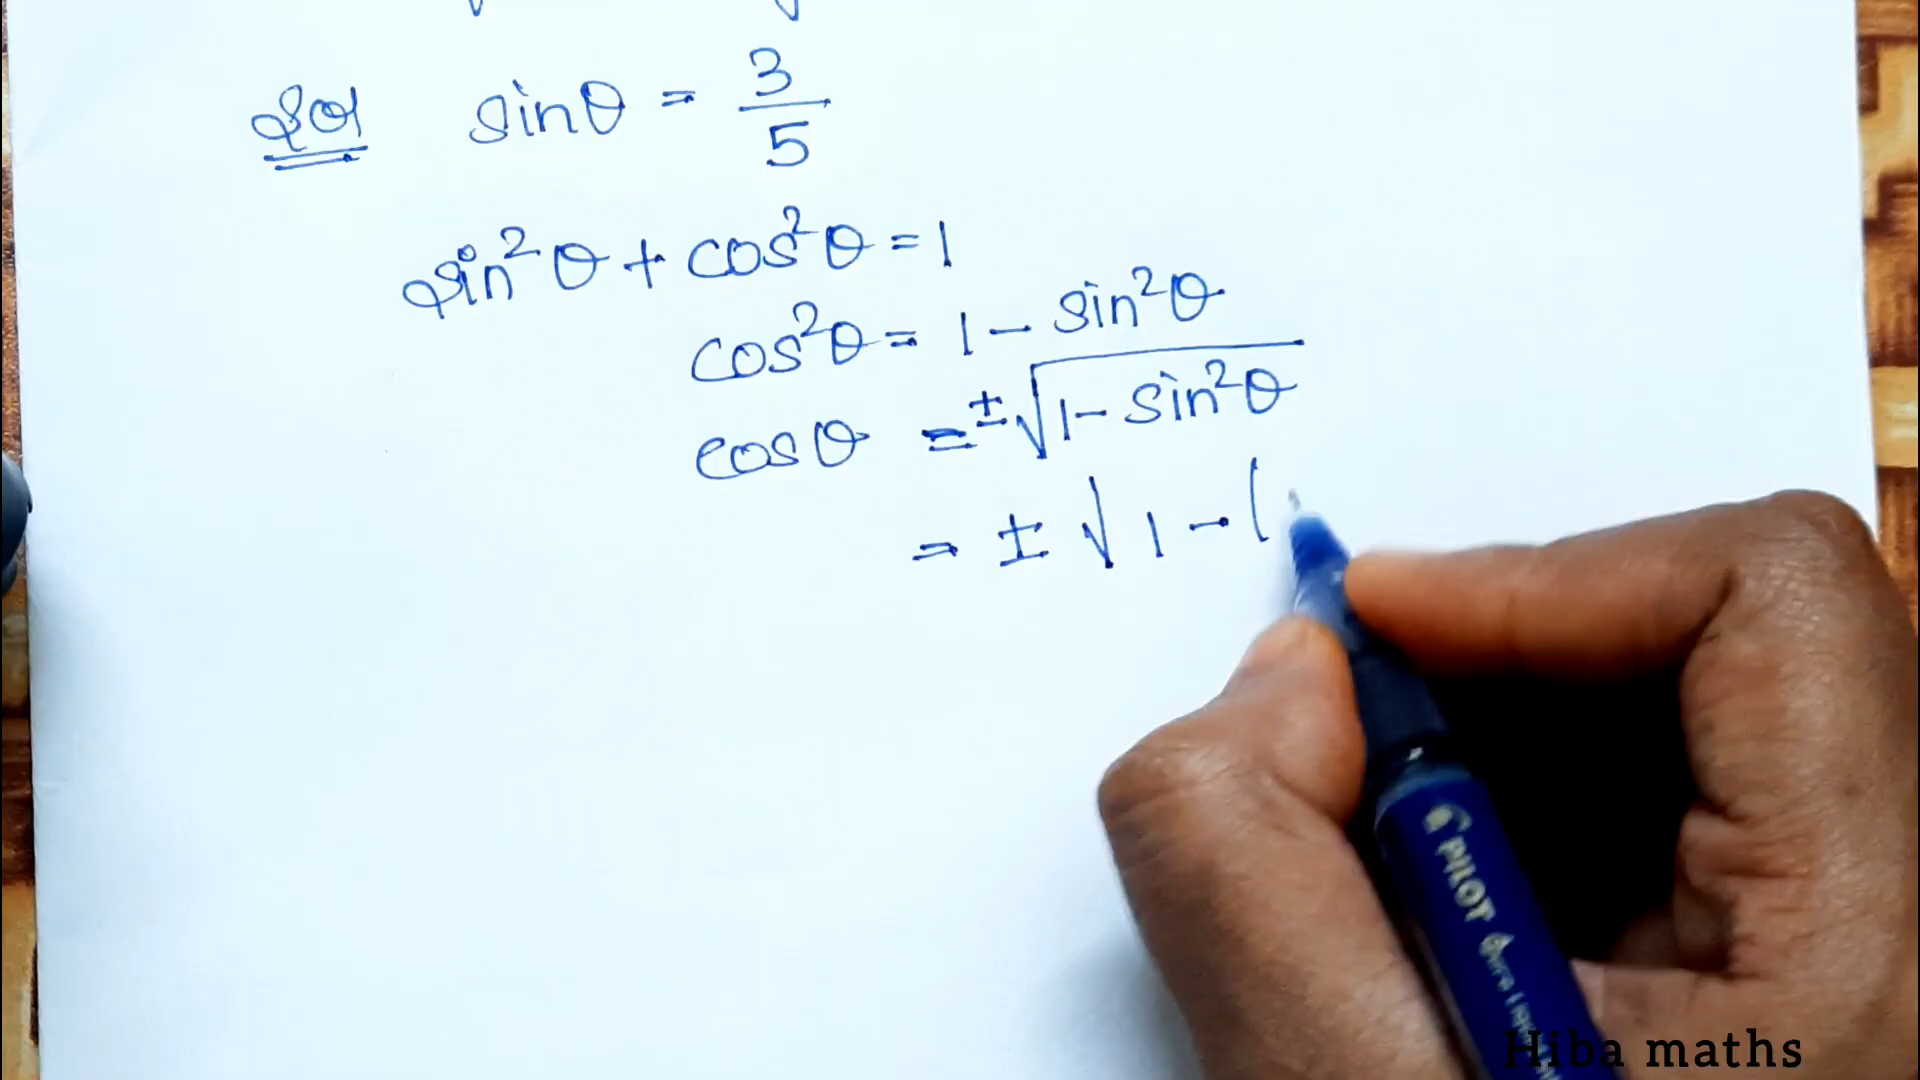 Sol sinθ = 3/5
sin²θ + cos²θ = 1
cos²θ = 1 - sin²θ
cosθ = ±√1 - sin²θ
= ± √ 1 - (
PILOT
Hiba maths